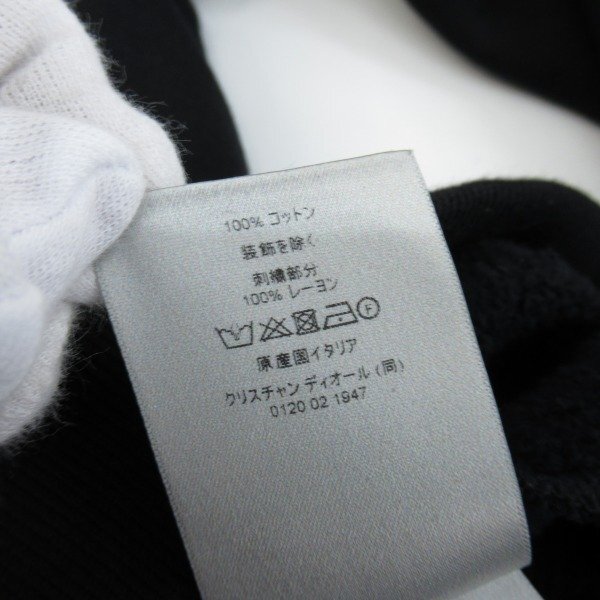 100% コットン
装飾を除く
刺繍部分
100% レーヨン
原産国イタリア
クリスチャン ディオール (同)
0120 02 1947